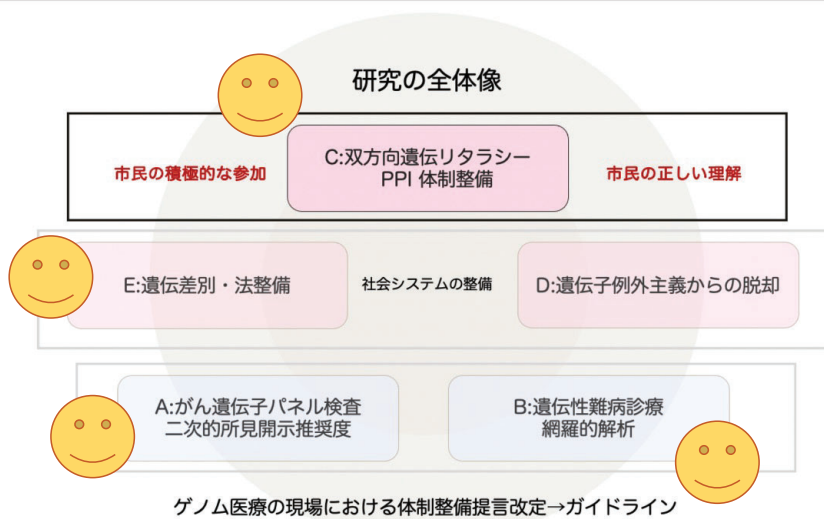 研究の全体像
市民の積極的な参加
C:双方向遺伝リタラシー
PPI 体制整備
市民の正しい理解
E:遺伝差別・法整備
社会システムの整備
D:遺伝子例外主義からの脱却
A:がん遺伝子パネル検査
二次的所見開示推奨度
B:遺伝性難病診療
網羅的解析
ゲノム医療の現場における体制整備提言改定→ガイドライン